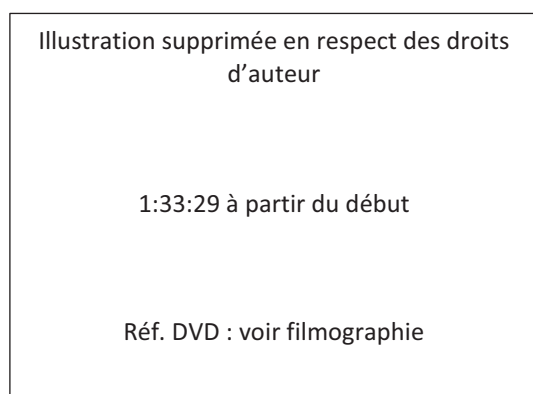 Illustration supprimée en respect des droits
d’auteur
1:33:29 à partir du début
Réf. DVD : voir filmographie